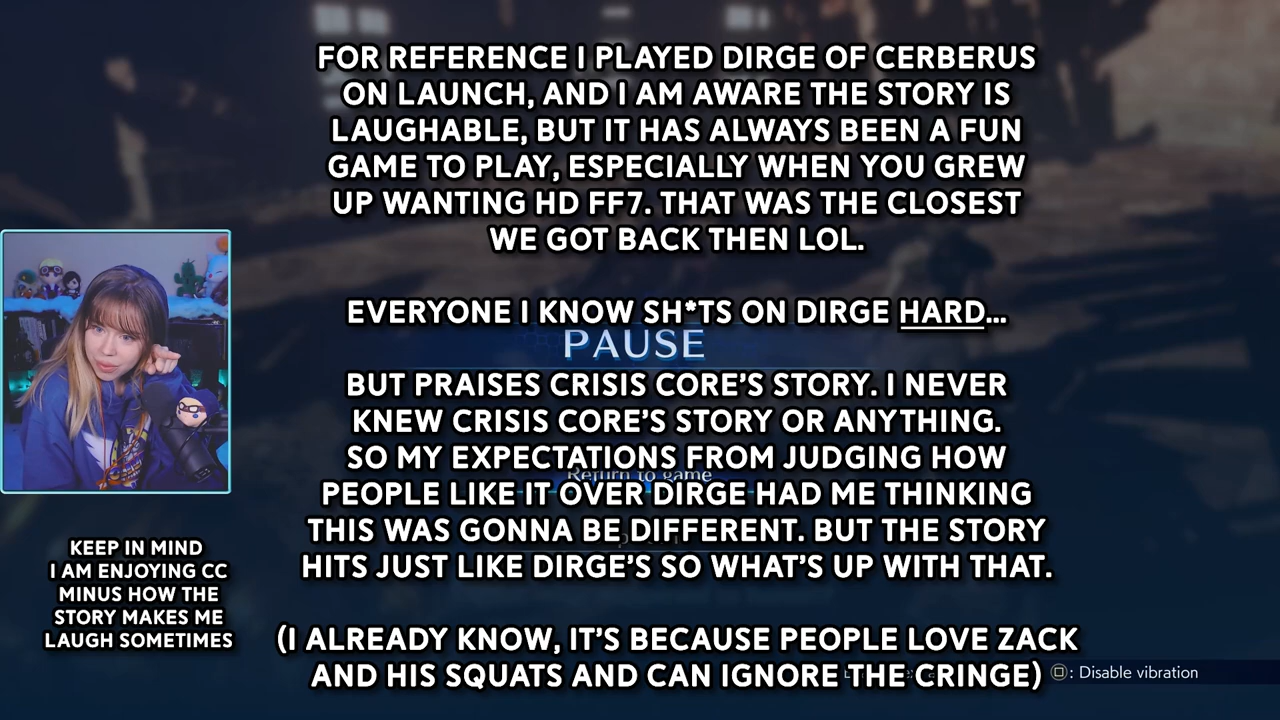 FOR REFERENCE I PLAYED DIRGE OF CERBERUS
ON LAUNCH, AND I AM AWARE THE STORY IS
LAUGHABLE, BUT IT HAS ALWAYS BEEN A FUN
GAME TO PLAY, ESPECIALLY WHEN YOU GREW
UP WANTING HD FF7. THAT WAS THE CLOSEST
WE GOT BACK THEN LOL.
EVERYONE I KNOW SH*TS ON DIRGE HARD...
PAUSE
BUT PRAISES CRISIS CORE'S STORY. I NEVER
KNEW CRISIS CORE'S STORY OR ANYTHING.
SO MY EXPECTATIONS FROM JUDGING HOW
Return to game
PEOPLE LIKE IT OVER DIRGE HAD ME THINKING
THIS WAS GONNA BE DIFFERENT. BUT THE STORY
HITS JUST LIKE DIRGE'S SO WHAT'S UP WITH THAT.
(I ALREADY KNOW, IT'S BECAUSE PEOPLE LOVE ZACK
AND HIS SQUATS AND CAN IGNORE THE CRINGE)
: Disable vibration
KEEP IN MIND
I AM ENJOYING CC
MINUS HOW THE
STORY MAKES ME
LAUGH SOMETIMES